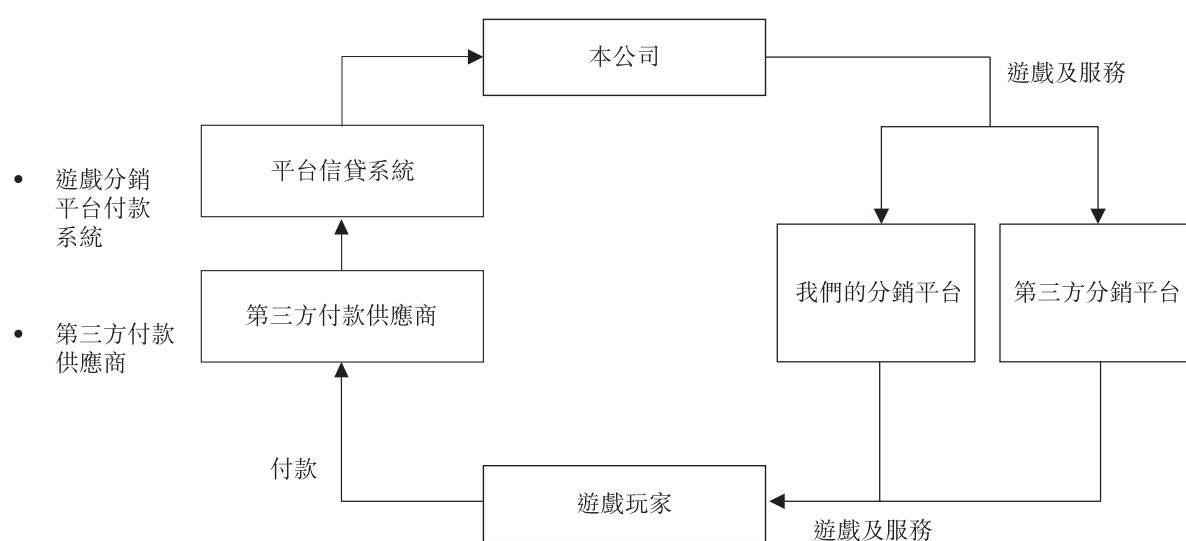 本公司
遊戲及服務
平台信貸系統
• 遊戲分銷
平台付款
系統
我們的分銷平台
第三方分銷平台
第三方付款供應商
• 第三方付款
供應商
付款
遊戲玩家
遊戲及服務